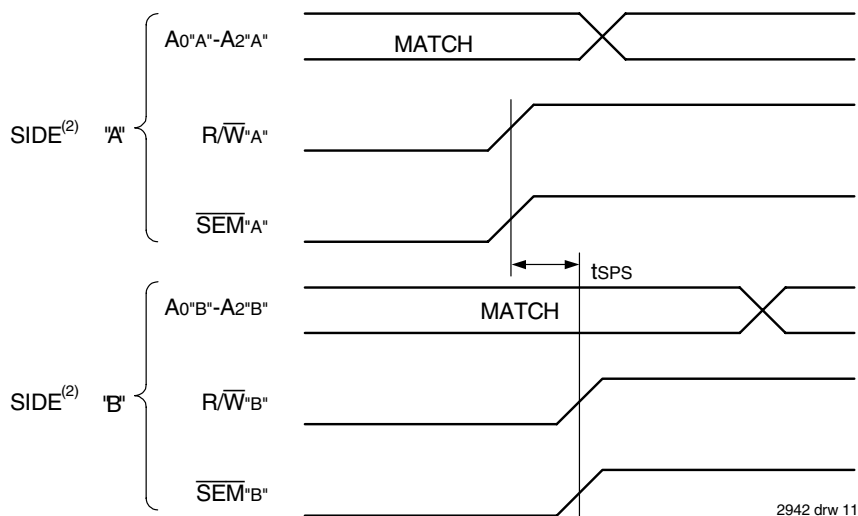 A0"A"-A2"A"
MATCH
SIDE(2) "A"
R/W"A"
SEM"A"
tSPS
A0"B"-A2"B"
MATCH
SIDE(2) "B"
R/W"B"
SEM"B"
2942 drw 11